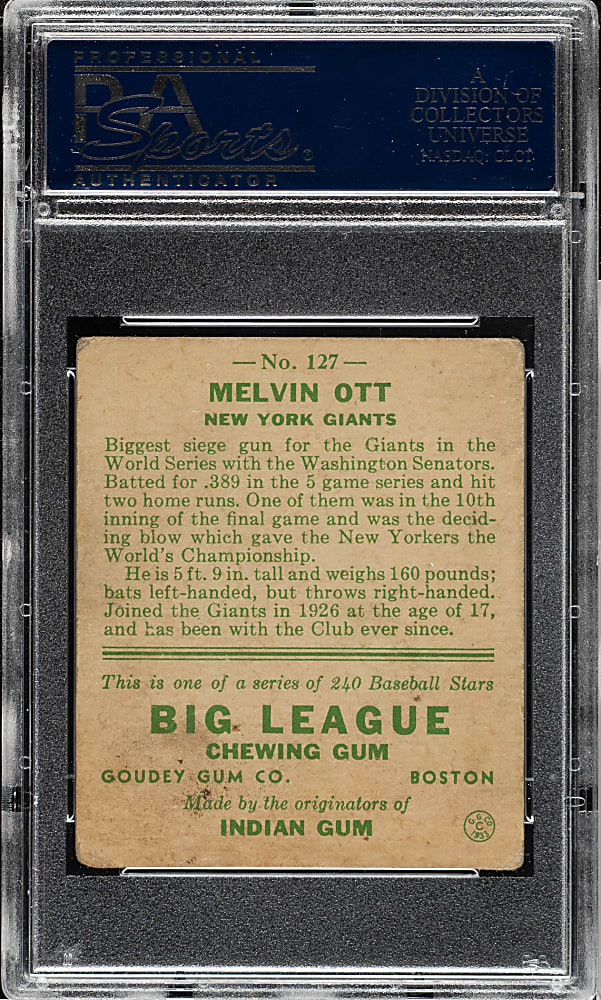 PROFESSIONAL
PSA
Sports
AUTHENTICATOR
A
DIVISION OF
COLLECTORS
UNIVERSE
NASDAQ: CLCT
— No. 127 —
MELVIN OTT
NEW YORK GIANTS
Biggest siege gun for the Giants in the
World Series with the Washington Senators.
Batted for .389 in the 5 game series and hit
two home runs. One of them was in the 10th
inning of the final game and was the decid-
ing blow which gave the New Yorkers the
World's Championship.
He is 5 ft. 9 in. tall and weighs 160 pounds;
bats left-handed, but throws right-handed.
Joined the Giants in 1926 at the age of 17,
and has been with the Club ever since.
This is one of a series of 240 Baseball Stars
BIG LEAGUE
CHEWING GUM
GOUDEY GUM CO. BOSTON
Made by the originators of
INDIAN GUM
G.G.CO.
C
1933